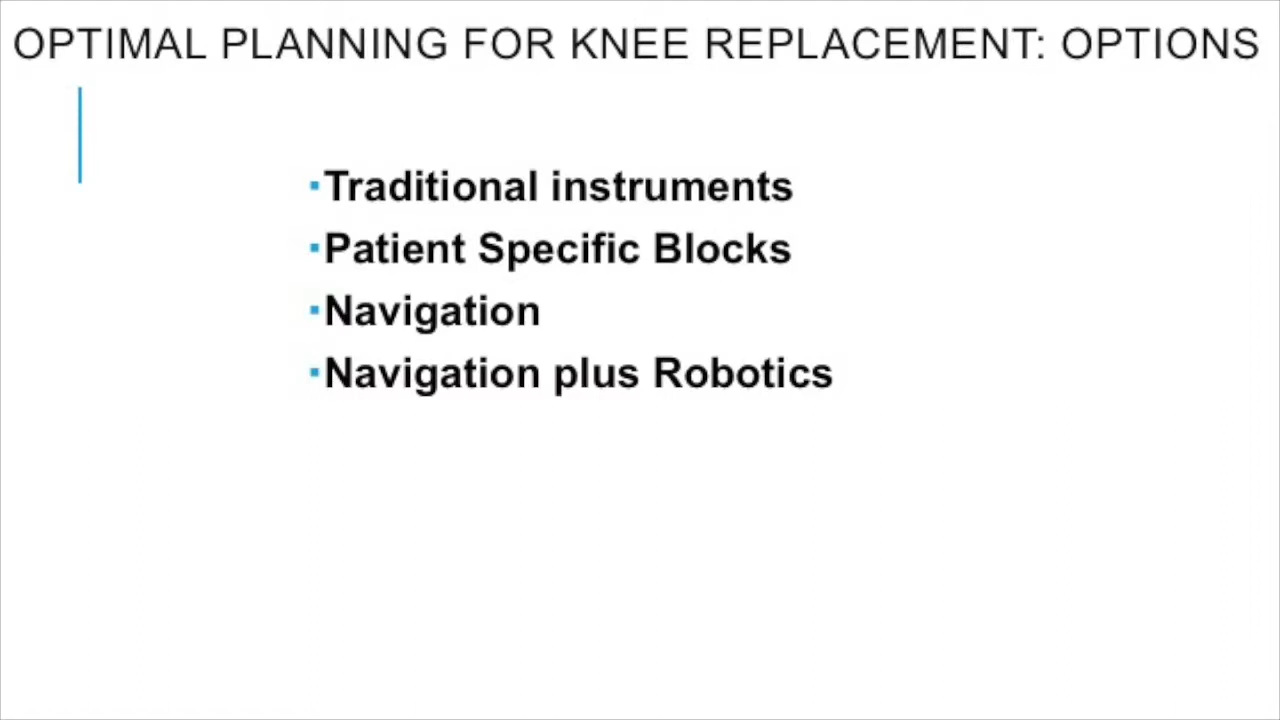 OPTIMAL PLANNING FOR KNEE REPLACEMENT: OPTIONS
▪Traditional instruments
▪Patient Specific Blocks
▪Navigation
▪Navigation plus Robotics